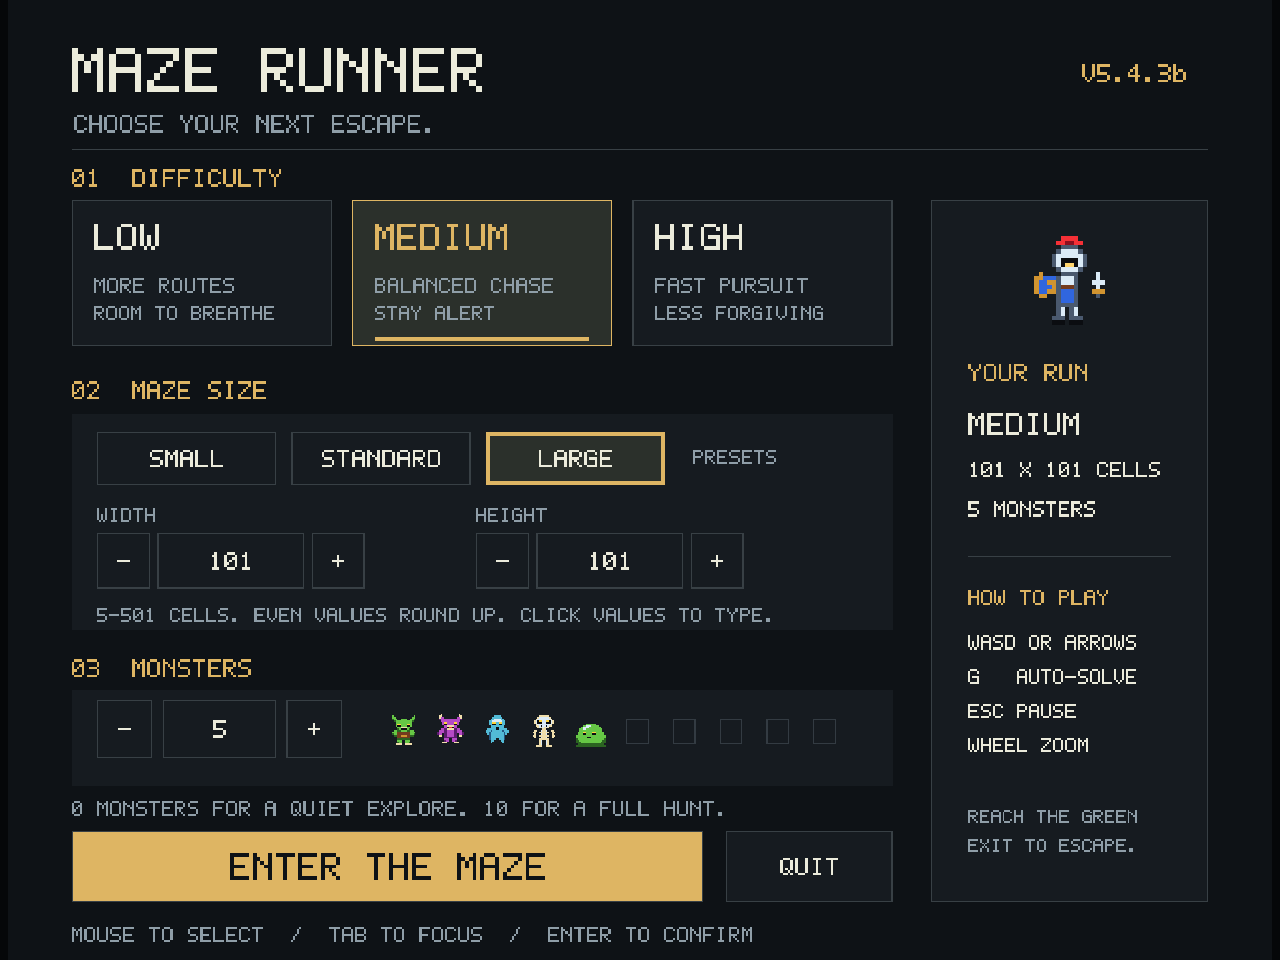 MAZE RUNNER
V5.4.3b
CHOOSE YOUR NEXT ESCAPE.
01 DIFFICULTY
LOW
MORE ROUTES
ROOM TO BREATHE
MEDIUM
BALANCED CHASE
STAY ALERT
HIGH
FAST PURSUIT
LESS FORGIVING
02 MAZE SIZE
SMALL
STANDARD
LARGE
PRESETS
WIDTH
HEIGHT
- 101 +
- 101 +
5-501 CELLS. EVEN VALUES ROUND UP. CLICK VALUES TO TYPE.
03 MONSTERS
- 5 +
0 MONSTERS FOR A QUIET EXPLORE. 10 FOR A FULL HUNT.
ENTER THE MAZE
QUIT
MOUSE TO SELECT / TAB TO FOCUS / ENTER TO CONFIRM
YOUR RUN
MEDIUM
101 X 101 CELLS
5 MONSTERS
HOW TO PLAY
WASD OR ARROWS
G AUTO-SOLVE
ESC PAUSE
WHEEL ZOOM
REACH THE GREEN
EXIT TO ESCAPE.